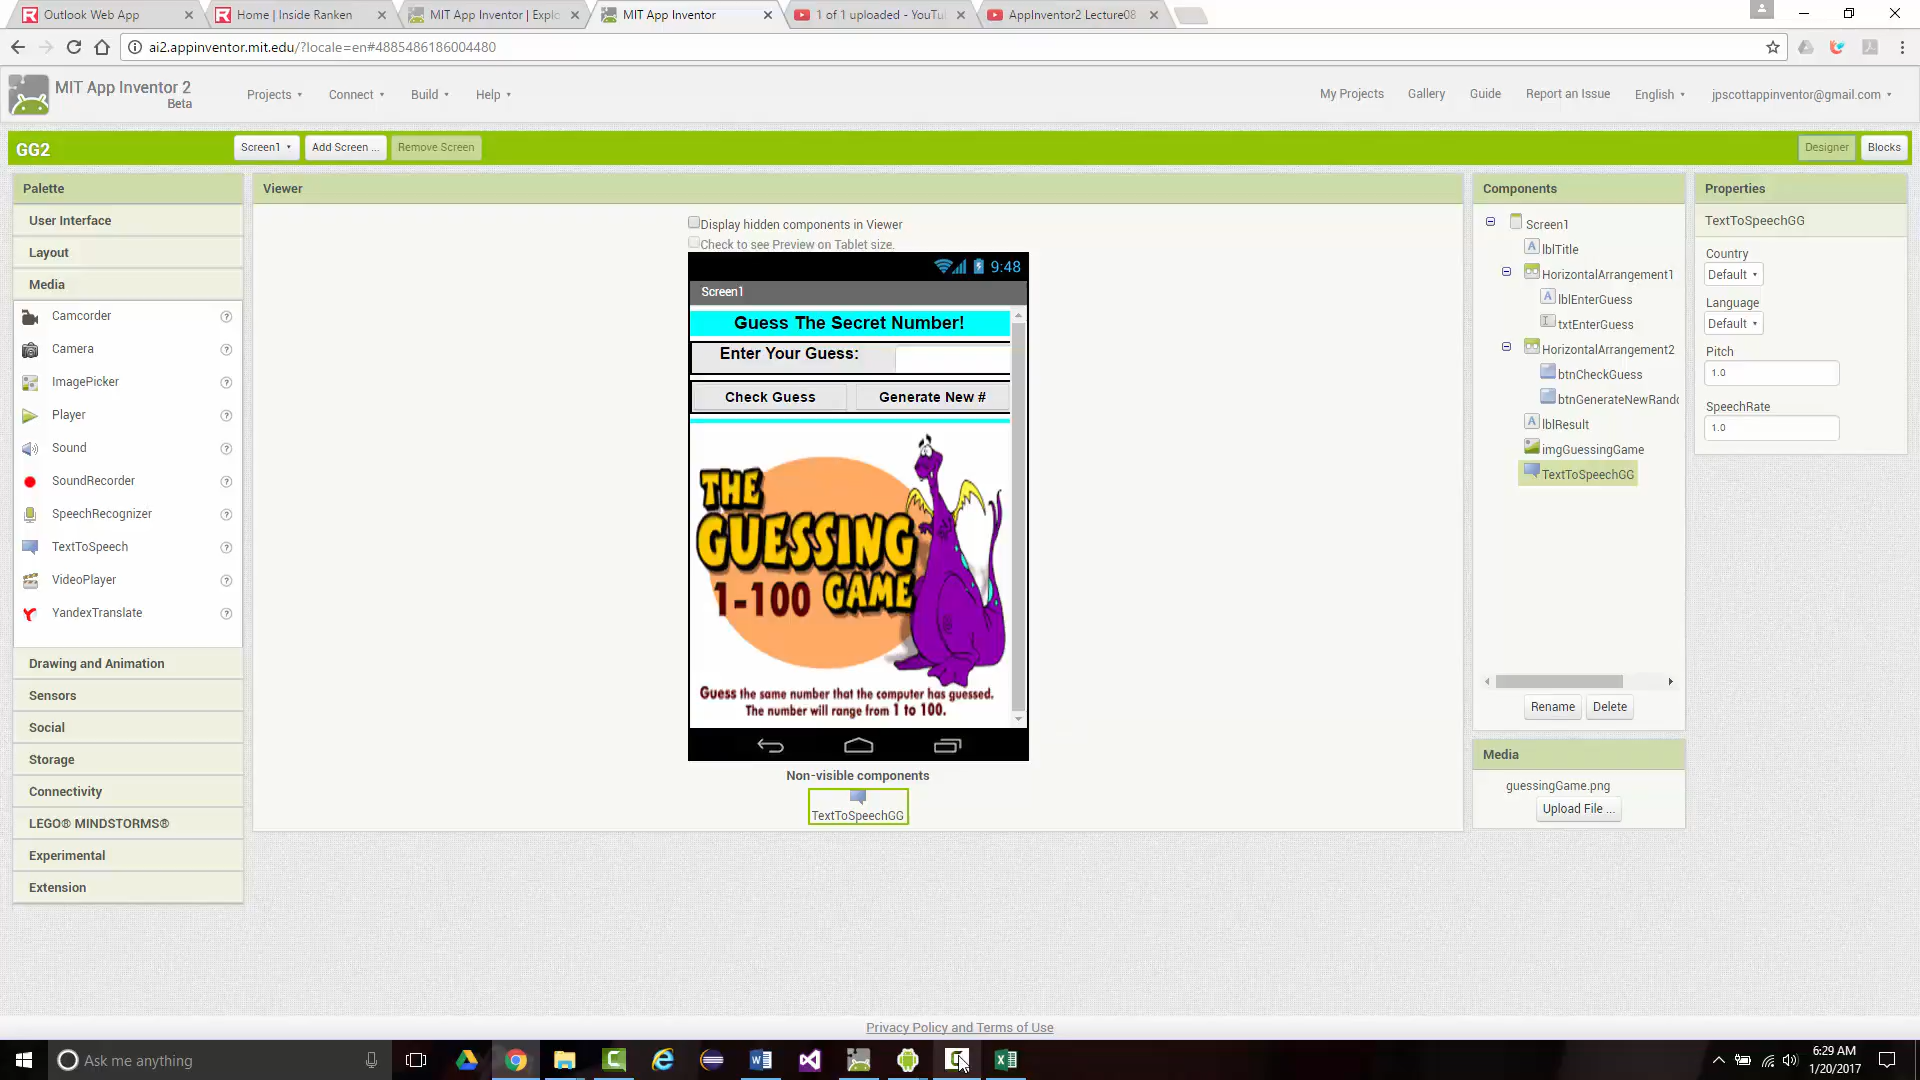 Outlook Web App
Home | Inside Ranken
MIT App Inventor | Explo
MIT App Inventor
1 of 1 uploaded - YouTu
AppInventor2 Lecture08
ai2.appinventor.mit.edu/?locale=en#4885486186004480
MIT App Inventor 2
Beta
Projects
Connect
Build
Help
My Projects
Gallery
Guide
Report an Issue
English
jpscottappinventor@gmail.com
GG2
Screen1
Add Screen ...
Remove Screen
Designer
Blocks
Palette
User Interface
Layout
Media
Camcorder
Camera
ImagePicker
Player
Sound
SoundRecorder
SpeechRecognizer
TextToSpeech
VideoPlayer
YandexTranslate
Drawing and Animation
Sensors
Social
Storage
Connectivity
LEGO® MINDSTORMS®
Experimental
Extension
Viewer
Display hidden components in Viewer
Check to see Preview on Tablet size.
9:48
Screen1
Guess The Secret Number!
Enter Your Guess:
Check Guess
Generate New #
THE
GUESSING
1-100 GAME
Guess the same number that the computer has guessed.
The number will range from 1 to 100.
Non-visible components
TextToSpeechGG
Components
Screen1
lblTitle
HorizontalArrangement1
lblEnterGuess
txtEnterGuess
HorizontalArrangement2
btnCheckGuess
btnGenerateNewRando
lblResult
imgGuessingGame
TextToSpeechGG
Rename
Delete
Media
guessingGame.png
Upload File ...
Properties
TextToSpeechGG
Country
Default
Language
Default
Pitch
1.0
SpeechRate
1.0
Privacy Policy and Terms of Use
Ask me anything
6:29 AM
1/20/2017